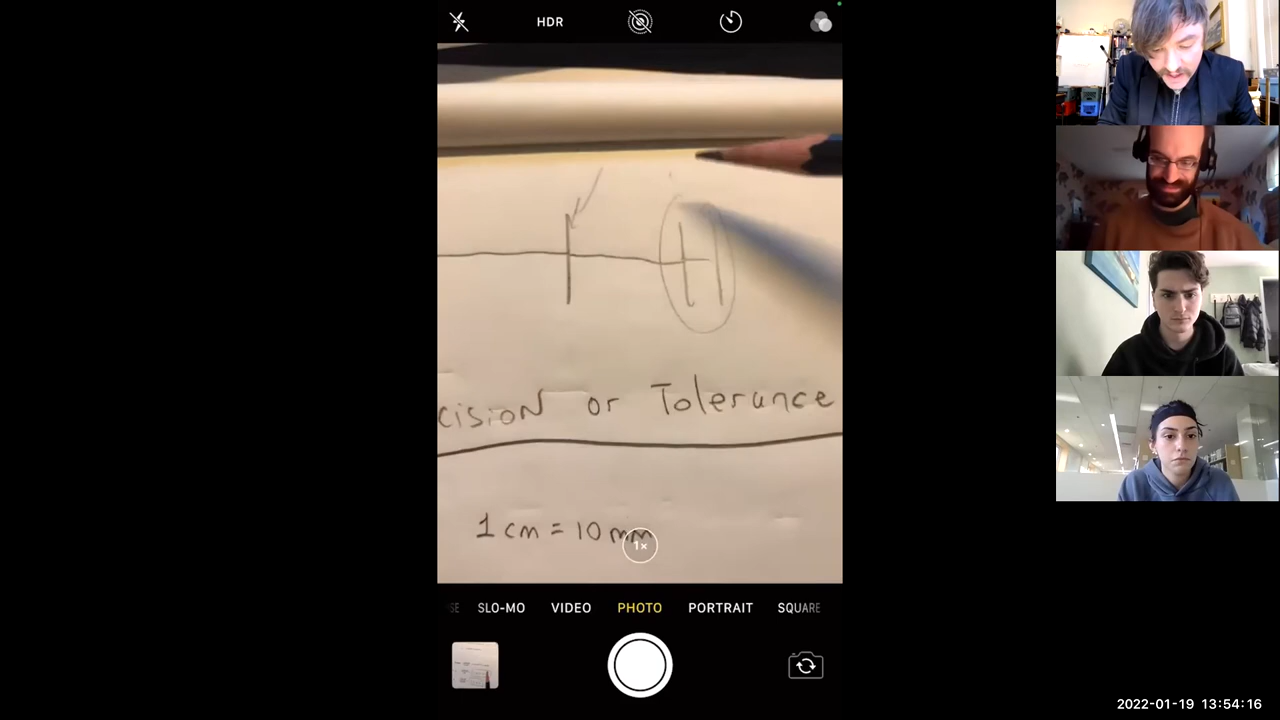 HDR
cision or Tolerance
1 cm = 10 mm
1×
SLO-MO VIDEO PHOTO PORTRAIT SQUARE
2022-01-19 13:54:16